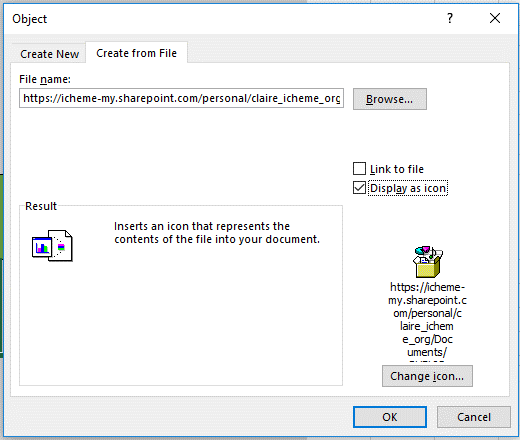 Object
?
Create New
Create from File
File name:
https://icheme-my.sharepoint.com/personal/claire_icheme_org
Browse...
Link to file
Display as icon
Result
Inserts an icon that represents the
contents of the file into your document.
https://icheme-
my.sharepoint.c
om/personal/c
laire_ichem
e_org/Doc
uments/
Change icon...
OK
Cancel